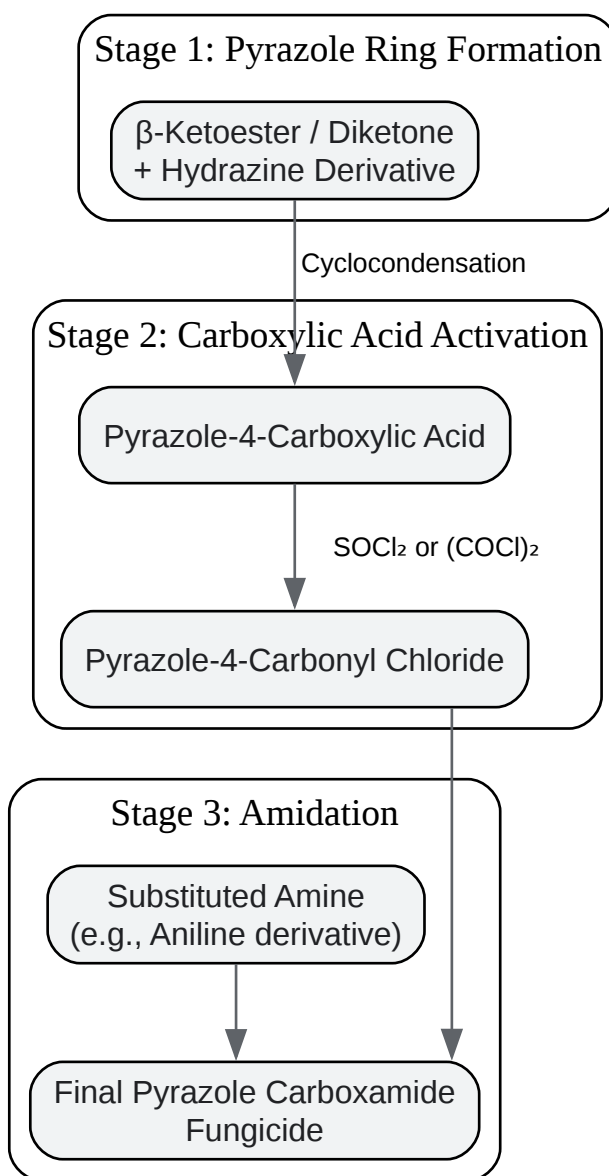 Stage 1: Pyrazole Ring Formation
β-Ketoester / Diketone
+ Hydrazine Derivative
Cyclocondensation
Stage 2: Carboxylic Acid Activation
Pyrazole-4-Carboxylic Acid
SOCl₂ or (COCl)₂
Pyrazole-4-Carbonyl Chloride
Stage 3: Amidation
Substituted Amine
(e.g., Aniline derivative)
Final Pyrazole Carboxamide
Fungicide